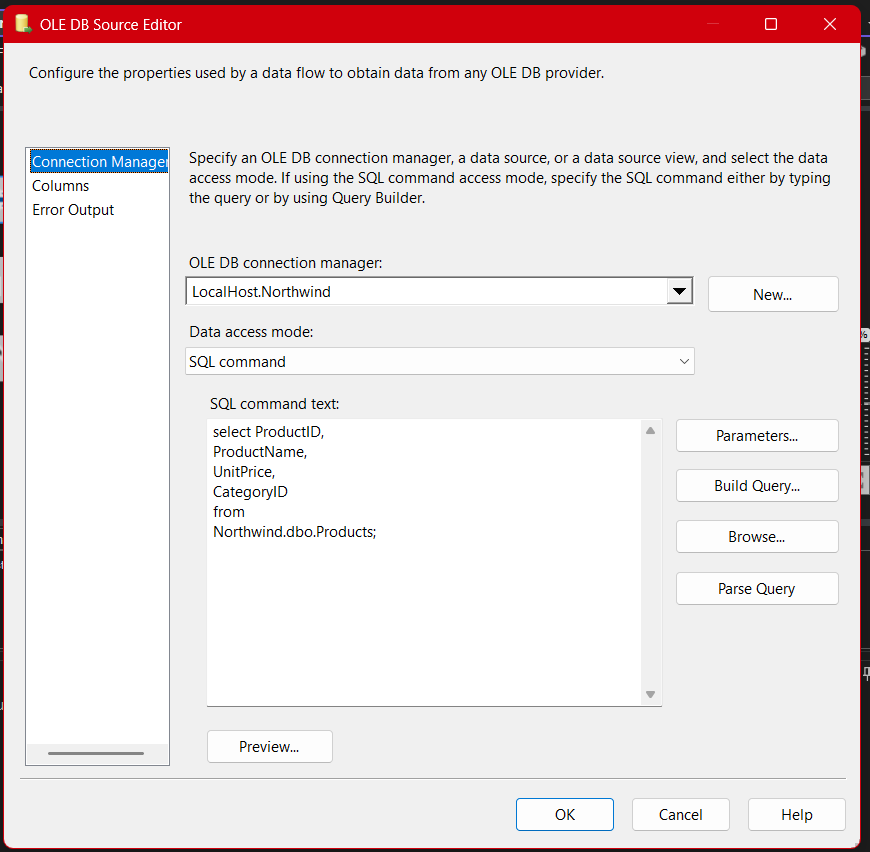 OLE DB Source Editor
Configure the properties used by a data flow to obtain data from any OLE DB provider.
Connection Manager
Columns
Error Output
Specify an OLE DB connection manager, a data source, or a data source view, and select the data
access mode. If using the SQL command access mode, specify the SQL command either by typing
the query or by using Query Builder.
OLE DB connection manager:
LocalHost.Northwind
New...
Data access mode:
SQL command
SQL command text:
select ProductID,
ProductName,
UnitPrice,
CategoryID
from
Northwind.dbo.Products;
Parameters...
Build Query...
Browse...
Parse Query
Preview...
OK
Cancel
Help